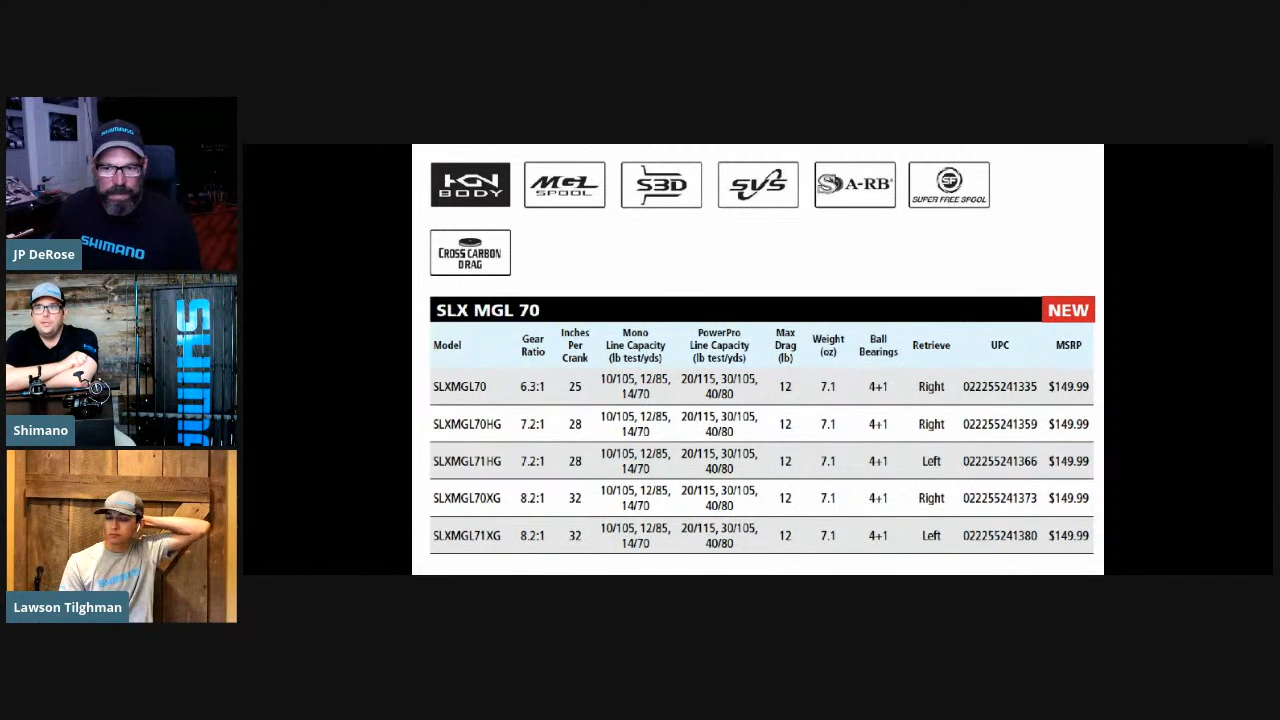 SHIMANO
SHIMANO
JP DeRose
SHIMANO
Shimano
SHIMANO
Lawson Tilghman
HGN BODY
MGL SPOOL
S3D
SVS
S A-RB
SF SUPER FREE SPOOL
CROSS CARBON DRAG
SLX MGL 70 NEW
Model Gear Ratio Inches Per Crank Mono Line Capacity (lb test/yds) PowerPro Line Capacity (lb test/yds) Max Drag (lb) Weight (oz) Ball Bearings Retrieve UPC MSRP
SLXMGL70 6.3:1 25 10/105, 12/85, 14/70 20/115, 30/105, 40/80 12 7.1 4+1 Right 022255241335 $149.99
SLXMGL70HG 7.2:1 28 10/105, 12/85, 14/70 20/115, 30/105, 40/80 12 7.1 4+1 Right 022255241359 $149.99
SLXMGL71HG 7.2:1 28 10/105, 12/85, 14/70 20/115, 30/105, 40/80 12 7.1 4+1 Left 022255241366 $149.99
SLXMGL70XG 8.2:1 32 10/105, 12/85, 14/70 20/115, 30/105, 40/80 12 7.1 4+1 Right 022255241373 $149.99
SLXMGL71XG 8.2:1 32 10/105, 12/85, 14/70 20/115, 30/105, 40/80 12 7.1 4+1 Left 022255241380 $149.99